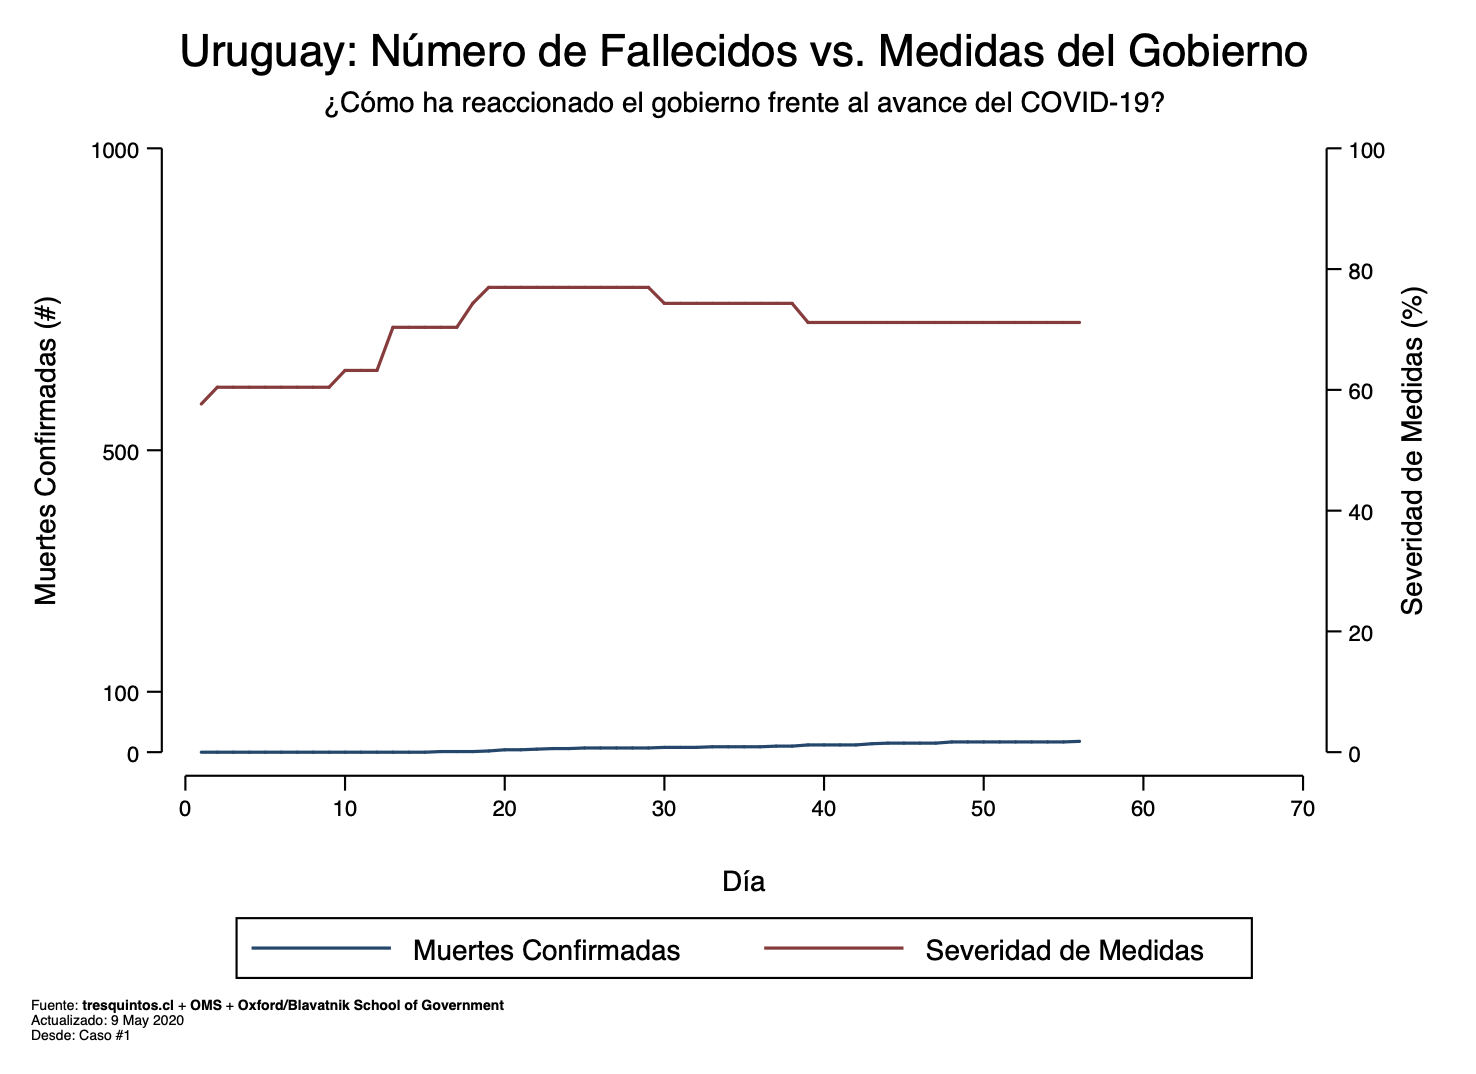 Uruguay: Número de Fallecidos vs. Medidas del Gobierno
¿Cómo ha reaccionado el gobierno frente al avance del COVID-19?
Muertes Confirmadas (#)
1000
500
100
0
Severidad de Medidas (%)
100
80
60
40
20
0
0 10 20 30 40 50 60 70
Día
Muertes Confirmadas Severidad de Medidas
Fuente: tresquintos.cl + OMS + Oxford/Blavatnik School of Government
Actualizado: 9 May 2020
Desde: Caso #1